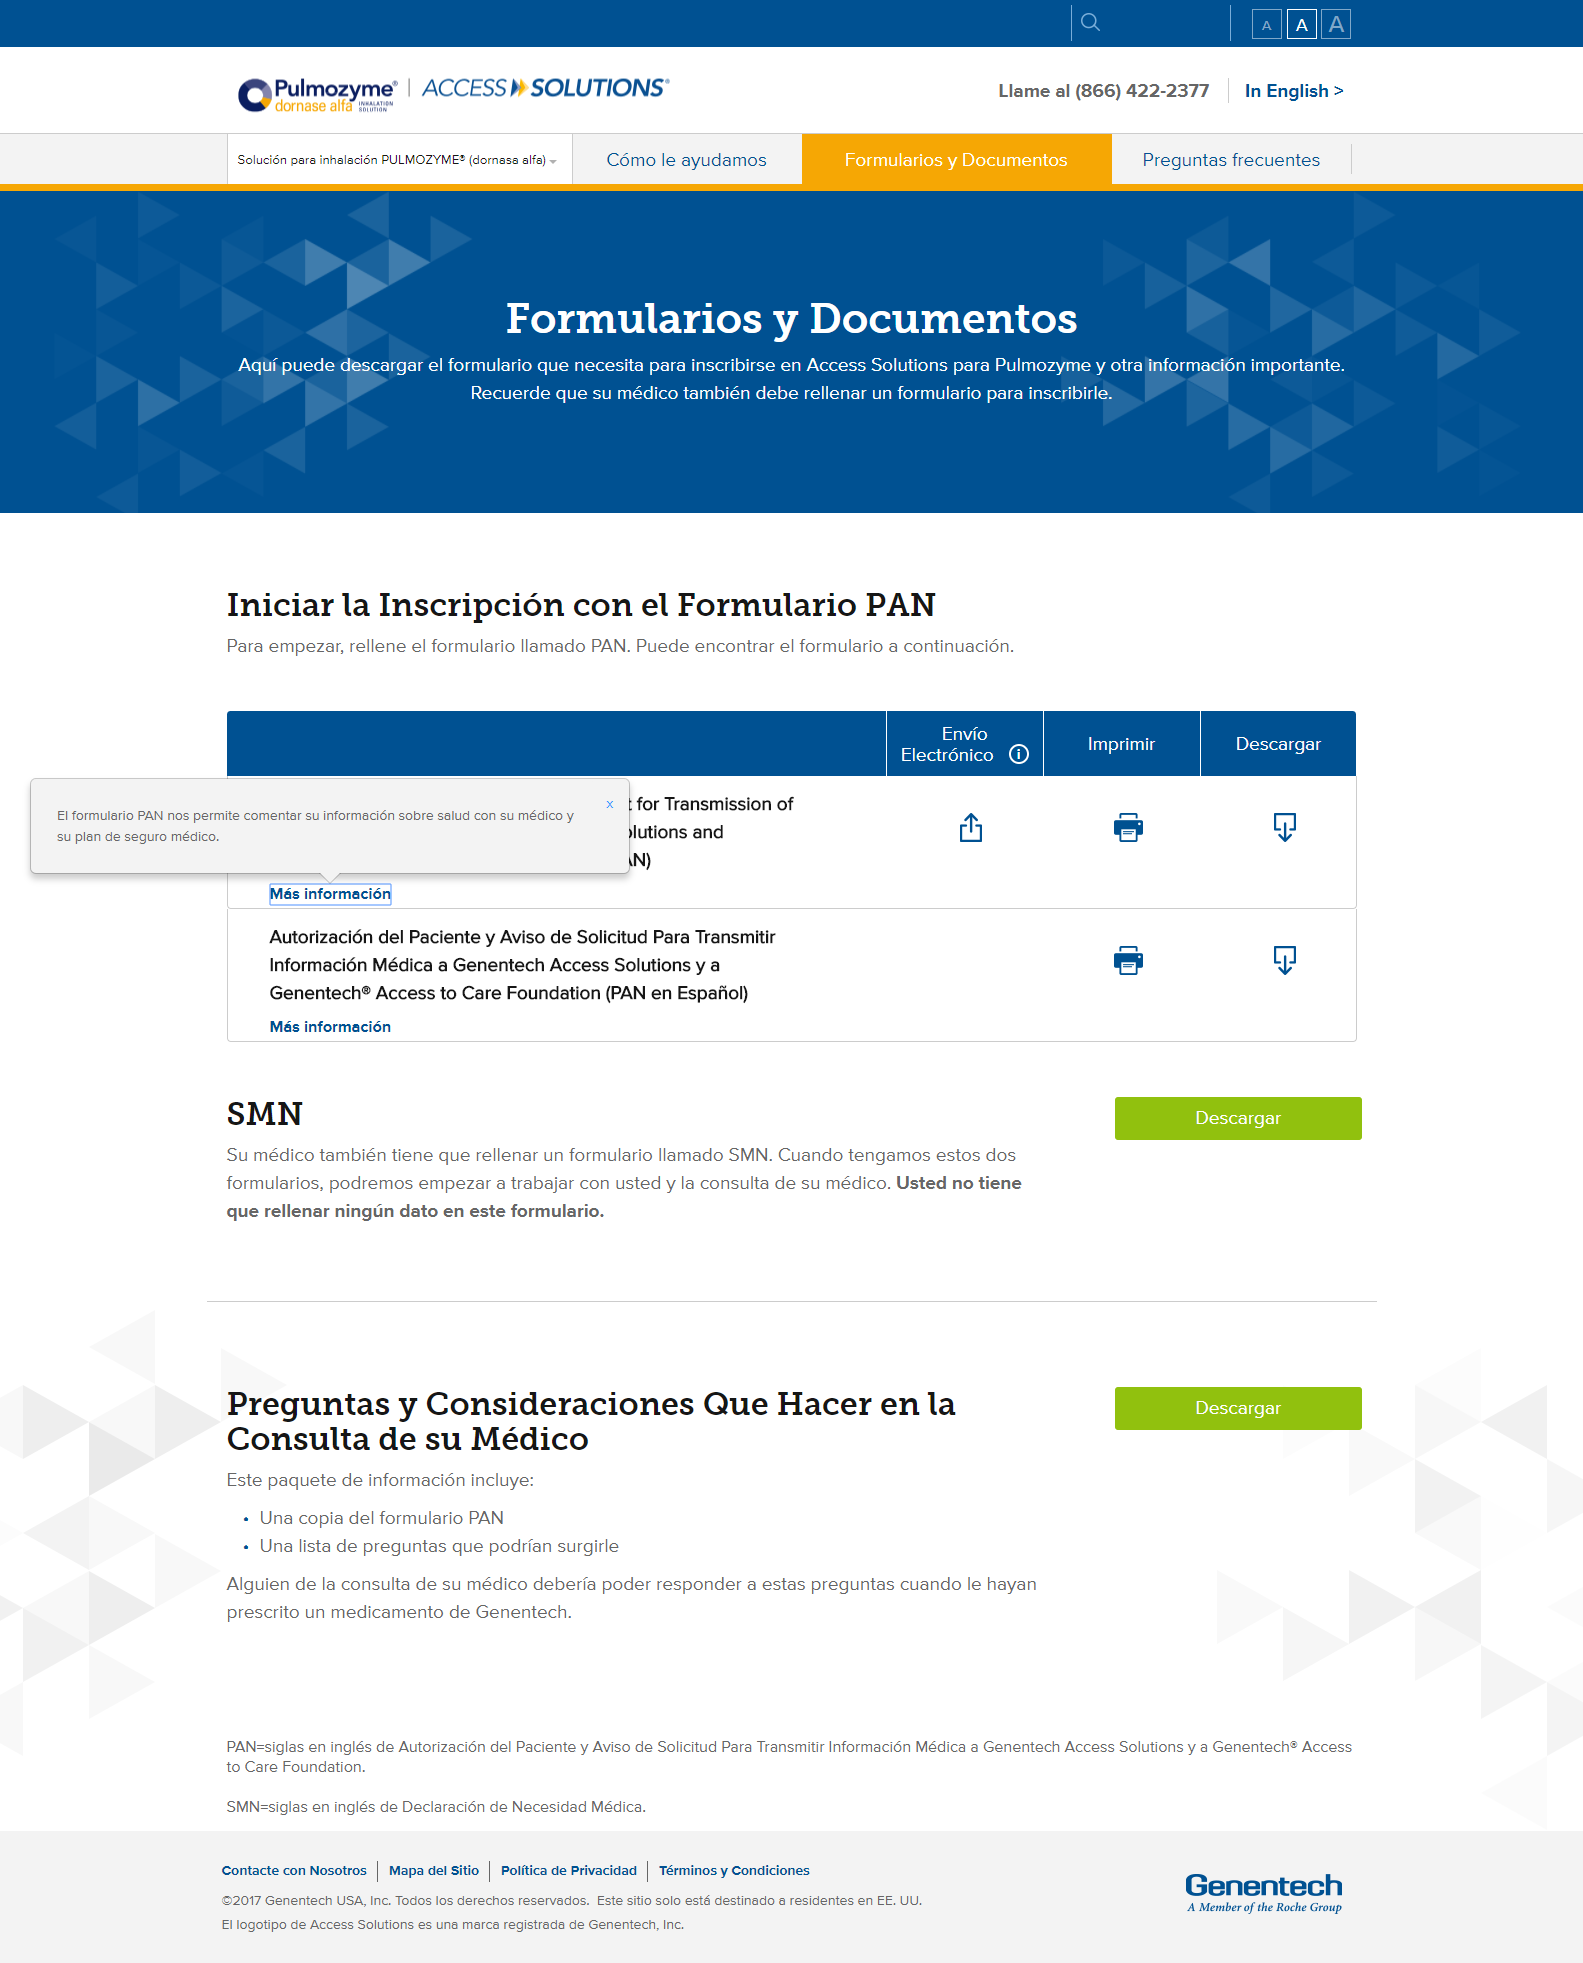 A A A
Pulmozyme® dornase alfa INHALATION SOLUTION | ACCESS SOLUTIONS®
Llame al (866) 422-2377
In English >
Solución para inhalación PULMOZYME® (dornasa alfa)
Cómo le ayudamos
Formularios y Documentos
Preguntas frecuentes
Formularios y Documentos
Aquí puede descargar el formulario que necesita para inscribirse en Access Solutions para Pulmozyme y otra información importante.
Recuerde que su médico también debe rellenar un formulario para inscribirle.
Iniciar la Inscripción con el Formulario PAN
Para empezar, rellene el formulario llamado PAN. Puede encontrar el formulario a continuación.
Envío
Electrónico
Imprimir
Descargar
El formulario PAN nos permite comentar su información sobre salud con su médico y
su plan de seguro médico.
x
for Transmission of
olutions and
AN)
Más información
Autorización del Paciente y Aviso de Solicitud Para Transmitir
Información Médica a Genentech Access Solutions y a
Genentech® Access to Care Foundation (PAN en Español)
Más información
SMN
Descargar
Su médico también tiene que rellenar un formulario llamado SMN. Cuando tengamos estos dos
formularios, podremos empezar a trabajar con usted y la consulta de su médico. Usted no tiene
que rellenar ningún dato en este formulario.
Preguntas y Consideraciones Que Hacer en la
Consulta de su Médico
Descargar
Este paquete de información incluye:
• Una copia del formulario PAN
• Una lista de preguntas que podrían surgirle
Alguien de la consulta de su médico debería poder responder a estas preguntas cuando le hayan
prescrito un medicamento de Genentech.
PAN=siglas en inglés de Autorización del Paciente y Aviso de Solicitud Para Transmitir Información Médica a Genentech Access Solutions y a Genentech® Access
to Care Foundation.
SMN=siglas en inglés de Declaración de Necesidad Médica.
Contacte con Nosotros | Mapa del Sitio | Política de Privacidad | Términos y Condiciones
©2017 Genentech USA, Inc. Todos los derechos reservados. Este sitio solo está destinado a residentes en EE. UU.
El logotipo de Access Solutions es una marca registrada de Genentech, Inc.
Genentech
A Member of the Roche Group